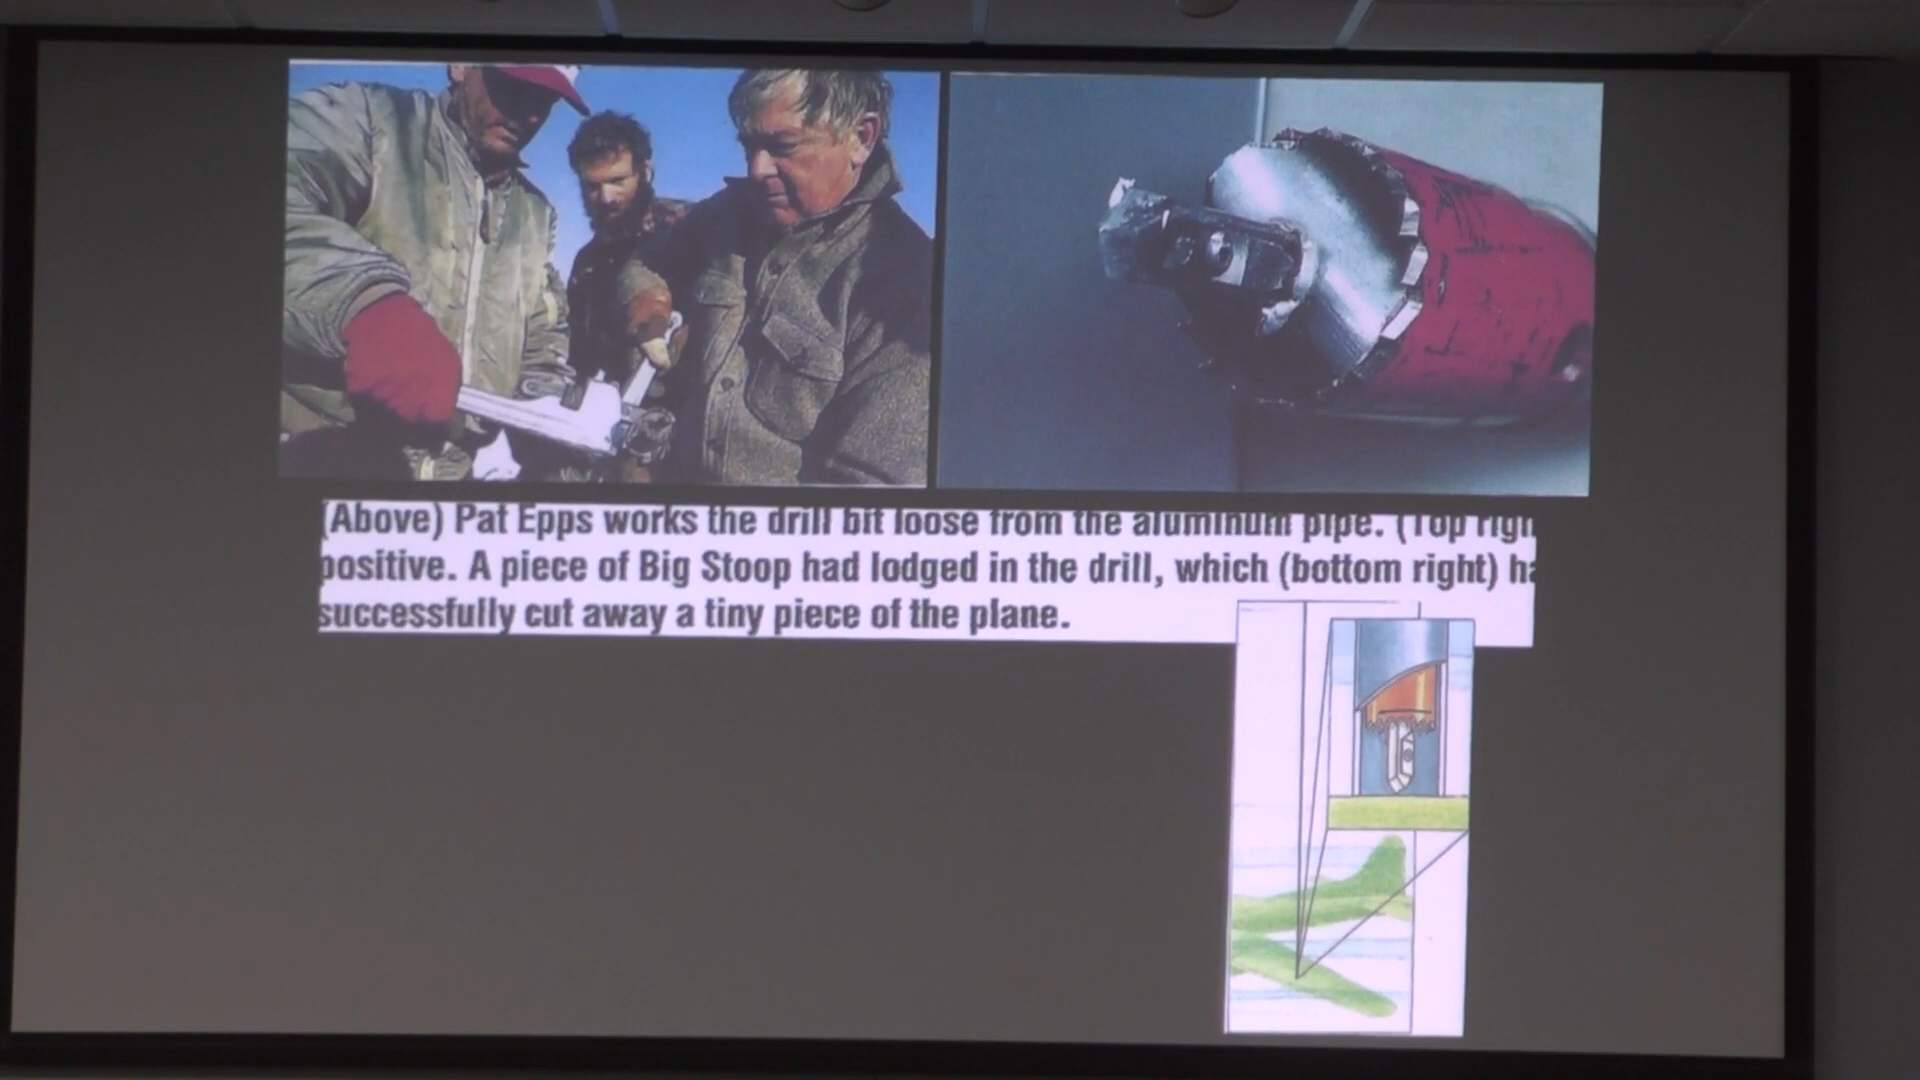 (Above) Pat Epps works the drill bit loose from the aluminum pipe. (Top righ
positive. A piece of Big Stoop had lodged in the drill, which (bottom right) ha
successfully cut away a tiny piece of the plane.